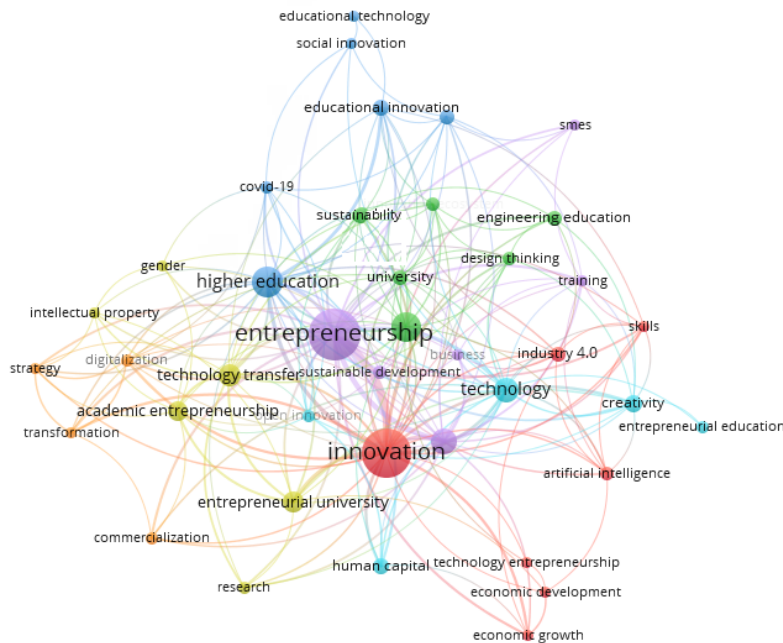 educational technology
social innovation
educational innovation
smes
covid-19
sustainability
engineering education
gender
design thinking
higher education
university
training
intellectual property
skills
entrepreneurship
strategy
digitalization
business
industry 4.0
technology transfer
sustainable development
technology
academic entrepreneurship
open innovation
creativity
transformation
entrepreneurial education
innovation
artificial intelligence
entrepreneurial university
commercialization
human capital
technology entrepreneurship
research
economic development
economic growth